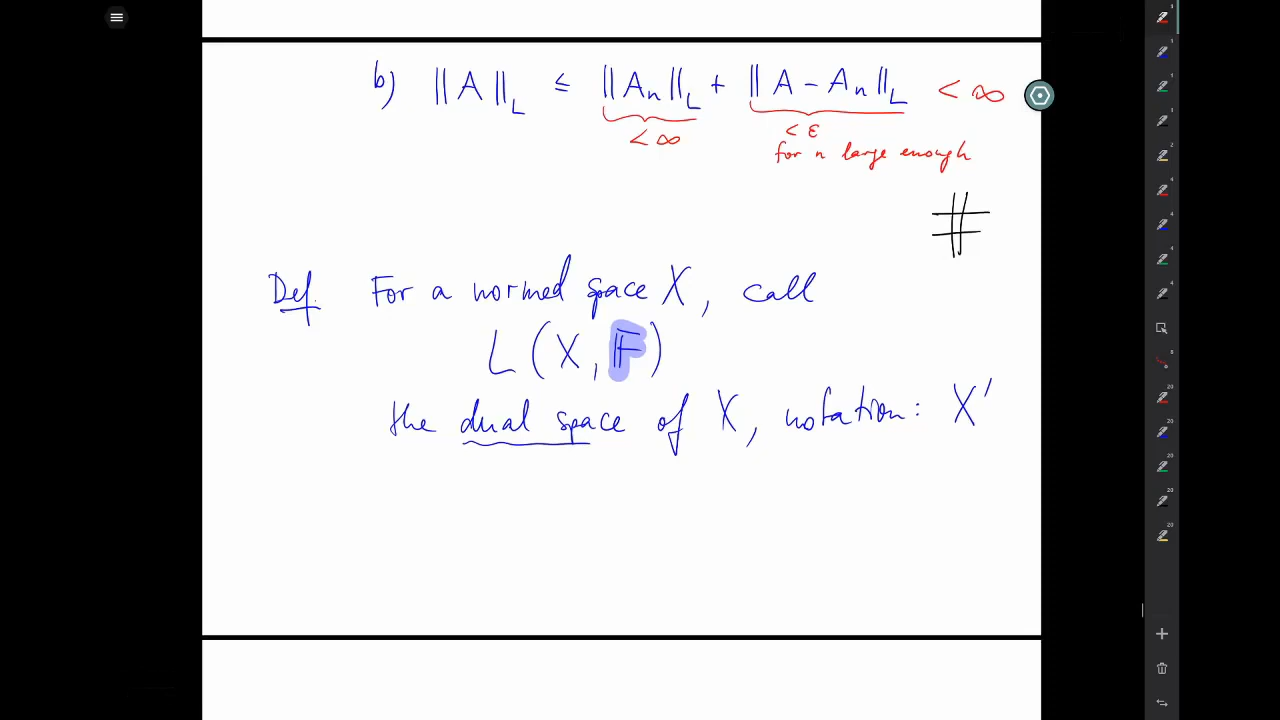 b) ‖A‖_L ≤ ‖A_n‖_L + ‖A − A_n‖_L < ∞
< ∞ < ε
for n large enough
#
Def. For a normed space X, call
L(X, 𝔽)
the dual space of X, notation: X'